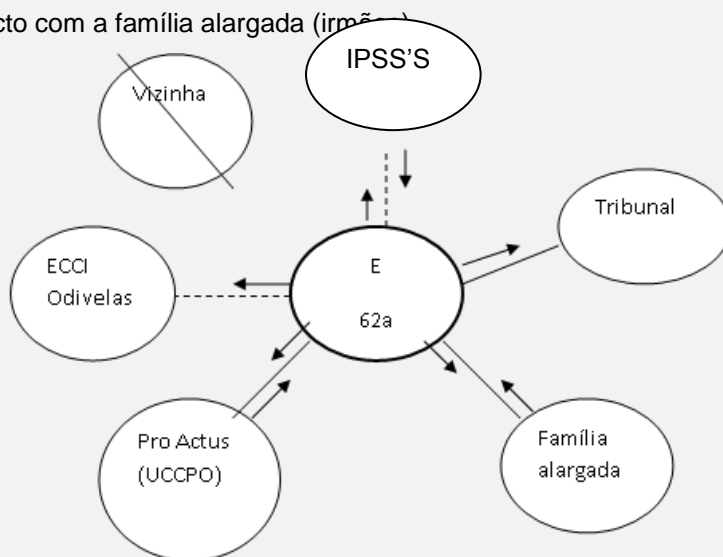 cto com a família alargada
IPSS'S
Vizinha
Tribunal
E
62a
ECCI
Odivelas
Pro Actus
(UCCPO)
Família
alargada